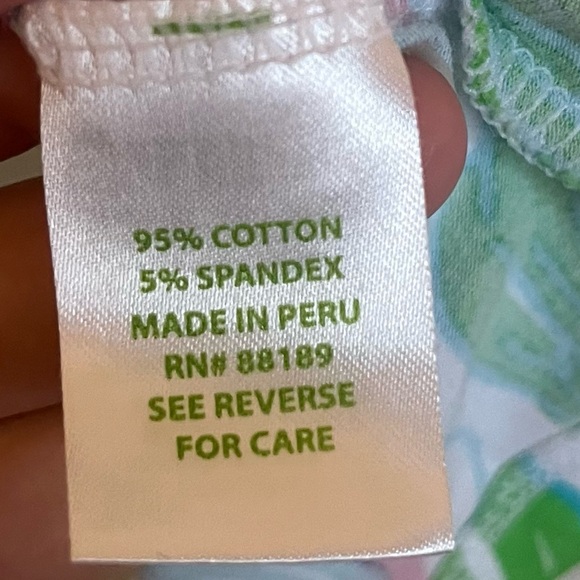 95% COTTON
5% SPANDEX
MADE IN PERU
RN# 88189
SEE REVERSE
FOR CARE